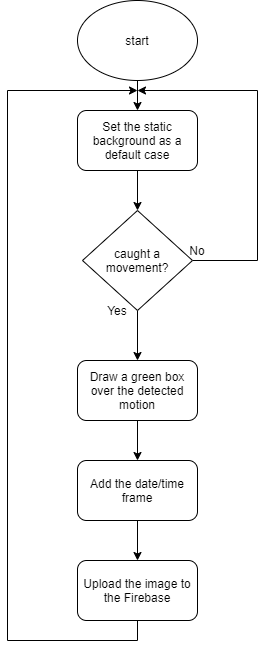 start
Set the static
background as a
default case
caught a
movement?
No
Yes
Draw a green box
over the detected
motion
Add the date/time
frame
Upload the image to
the Firebase